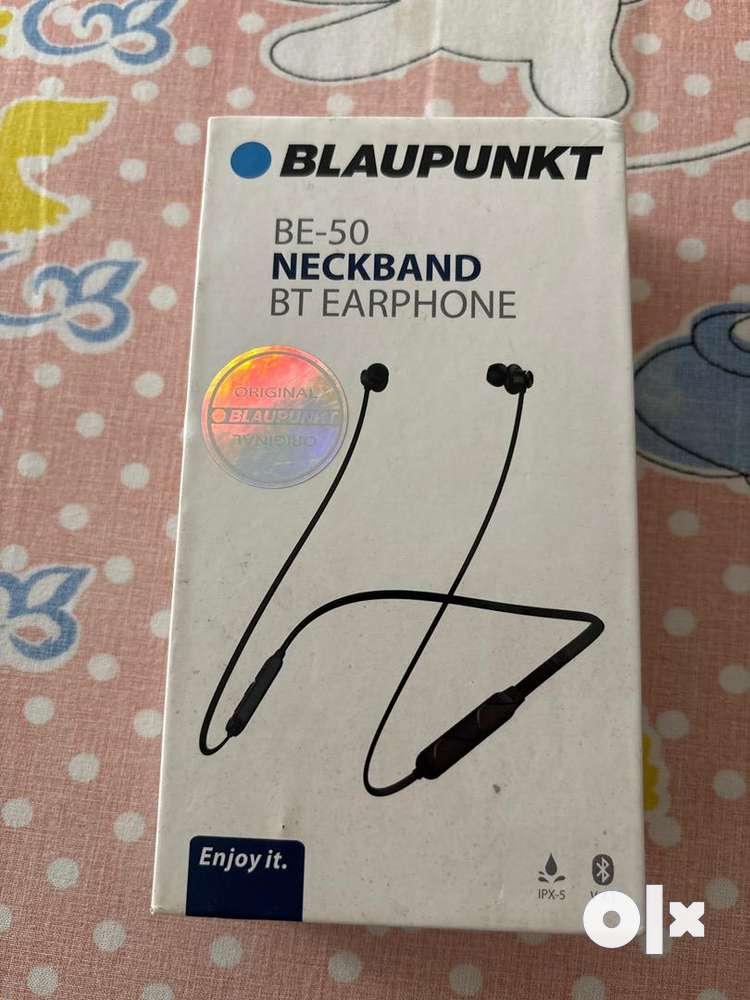 BLAUPUNKT
BE-50
NECKBAND
BT EARPHONE
ORIGINAL
BLAUPUNKT
ORIGINAL
Enjoy it.
IPX-5
olx